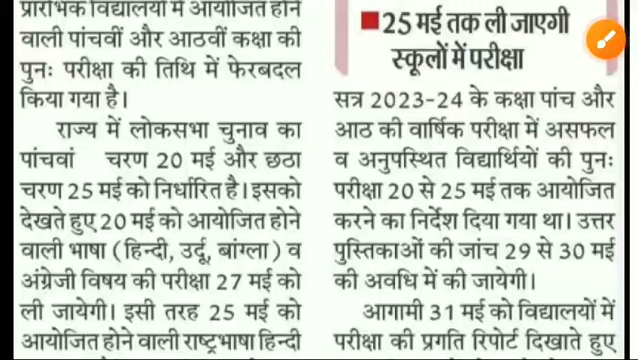 प्रारंभिक विद्यालयों में आयोजित होने
वाली पांचवीं और आठवीं कक्षा की
पुनः परीक्षा की तिथि में फेरबदल
किया गया है।
राज्य में लोकसभा चुनाव का
पांचवां चरण 20 मई और छठा
चरण 25 मई को निर्धारित है। इसको
देखते हुए 20 मई को आयोजित होने
वाली भाषा (हिन्दी, उर्दू, बांग्ला) व
अंग्रेजी विषय की परीक्षा 27 मई को
ली जायेगी। इसी तरह 25 मई को
आयोजित होने वाली राष्ट्रभाषा हिन्दी
25 मई तक ली जाएगी
स्कूलों में परीक्षा
सत्र 2023-24 के कक्षा पांच और
आठ की वार्षिक परीक्षा में असफल
व अनुपस्थित विद्यार्थियों की पुनः
परीक्षा 20 से 25 मई तक आयोजित
करने का निर्देश दिया गया था। उत्तर
पुस्तिकाओं की जांच 29 से 30 मई
की अवधि में की जायेगी।
आगामी 31 मई को विद्यालयों में
परीक्षा की प्रगति रिपोर्ट दिखाते हुए